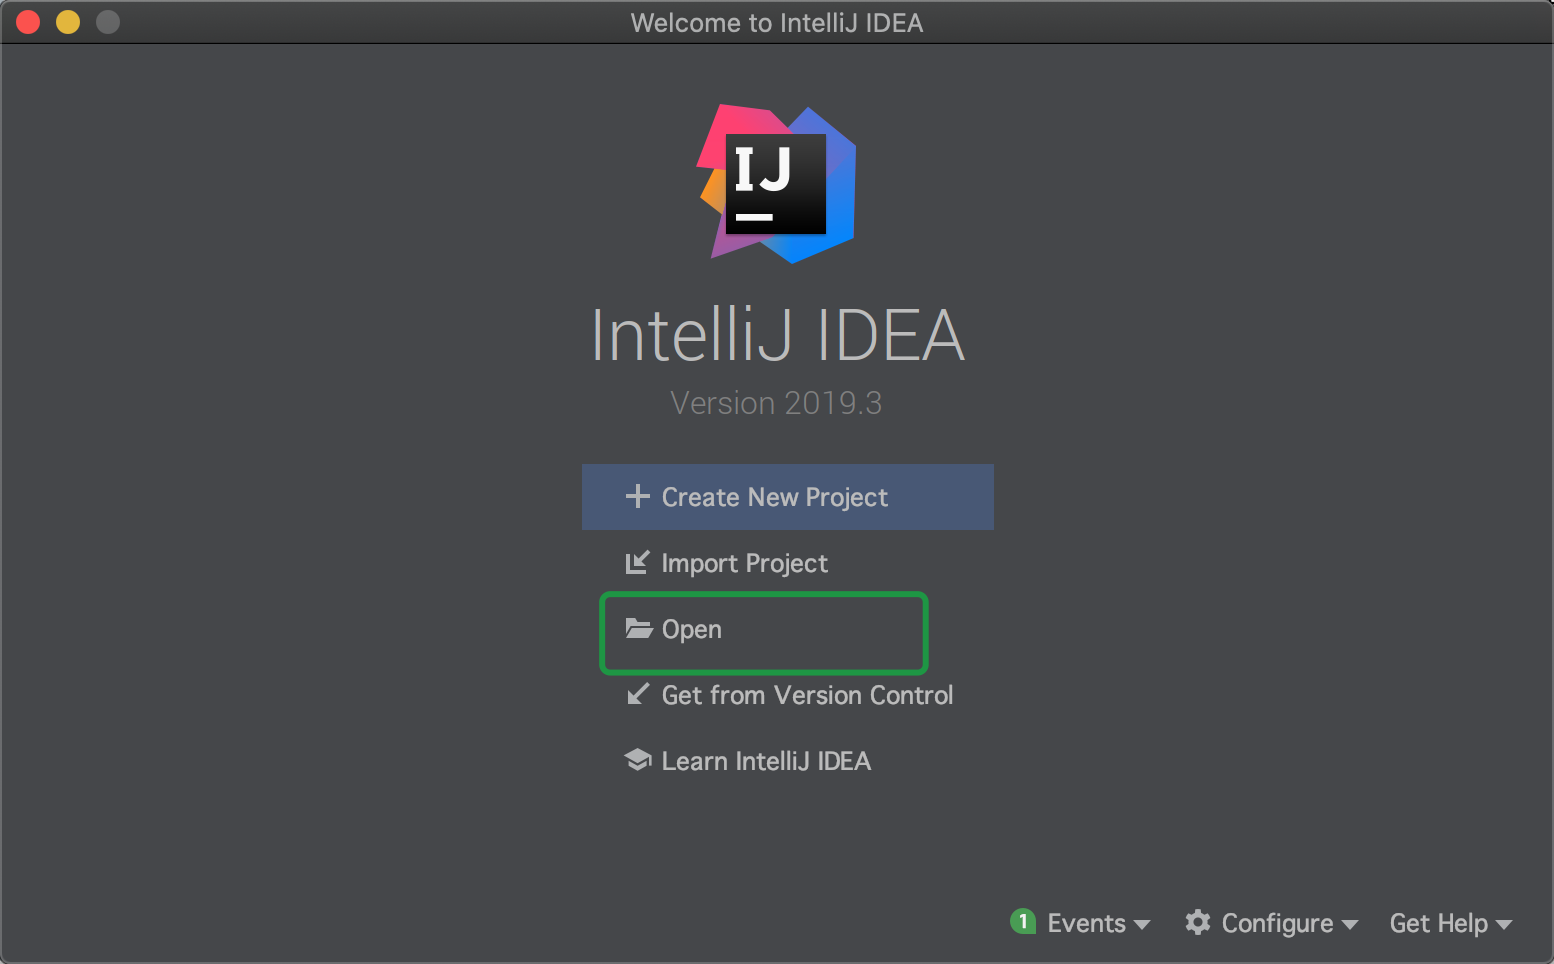 Welcome to IntelliJ IDEA
IJ
IntelliJ IDEA
Version 2019.3
Create New Project
Import Project
Open
Get from Version Control
Learn IntelliJ IDEA
1 Events Configure Get Help